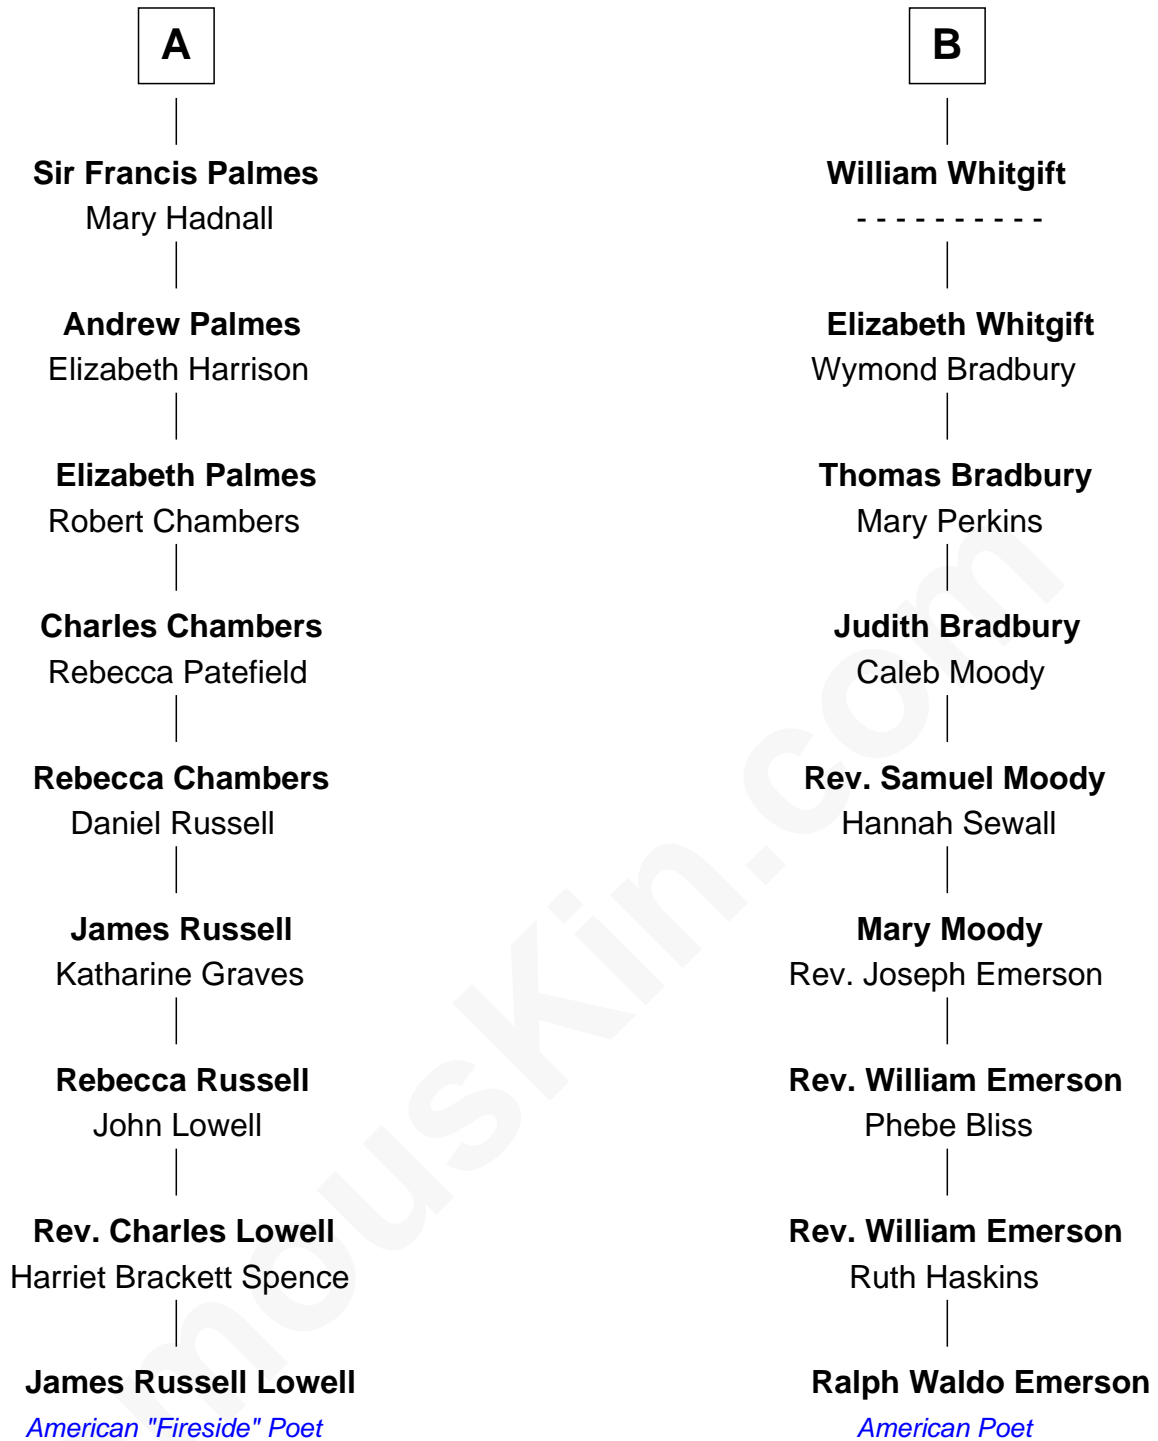 A
B
Sir Francis Palmes
Mary Hadnall
William Whitgift
- - - - - - - - - -
Andrew Palmes
Elizabeth Harrison
Elizabeth Whitgift
Wymond Bradbury
Elizabeth Palmes
Robert Chambers
Thomas Bradbury
Mary Perkins
Charles Chambers
Rebecca Patefield
Judith Bradbury
Caleb Moody
Rebecca Chambers
Daniel Russell
Rev. Samuel Moody
Hannah Sewall
James Russell
Katharine Graves
Mary Moody
Rev. Joseph Emerson
Rebecca Russell
John Lowell
Rev. William Emerson
Phebe Bliss
Rev. Charles Lowell
Harriet Brackett Spence
Rev. William Emerson
Ruth Haskins
James Russell Lowell
American "Fireside" Poet
Ralph Waldo Emerson
American Poet
mousKin.com